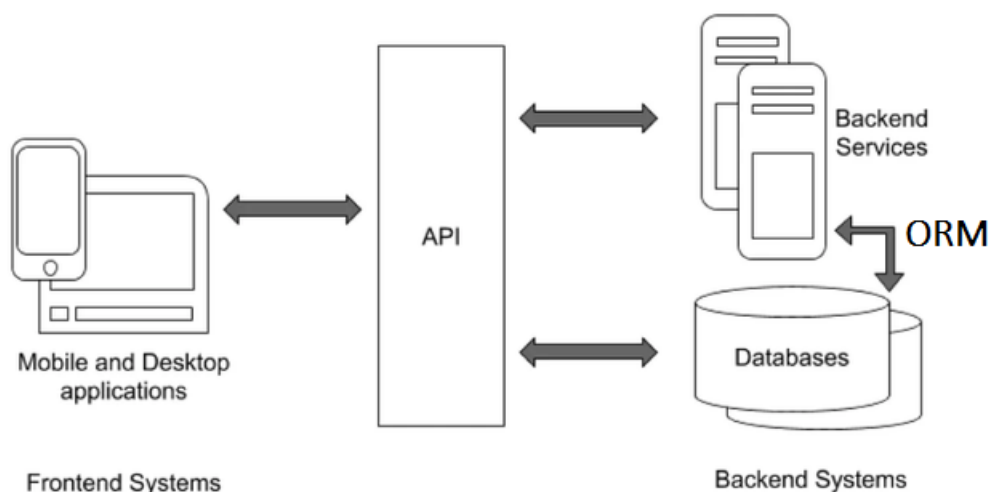 Backend
Services
API
ORM
Mobile and Desktop
applications
Databases
Frontend Systems
Backend Systems